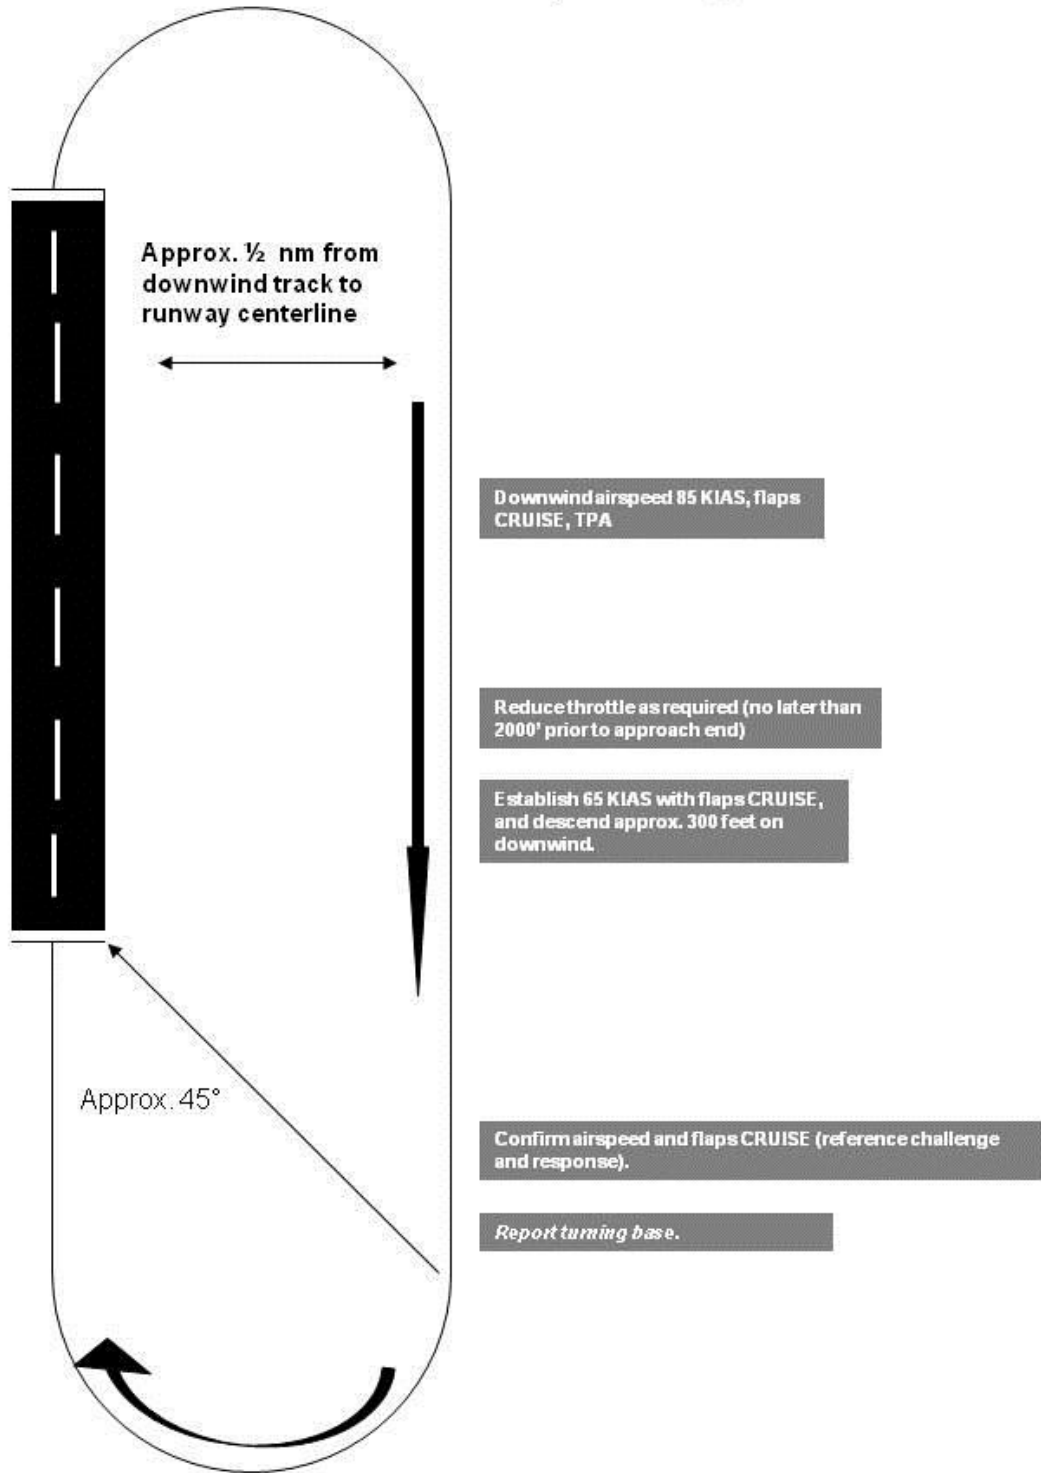 Approx. ½ nm from
downwind track to
runway centerline
Downwind airspeed 85 KIAS, flaps
CRUISE, TPA
Reduce throttle as required (no later than
2000' prior to approach end)
Establish 65 KIAS with flaps CRUISE,
and descend approx. 300 feet on
downwind.
Approx. 45°
Confirm airspeed and flaps CRUISE (reference challenge
and response).
Report turning base.